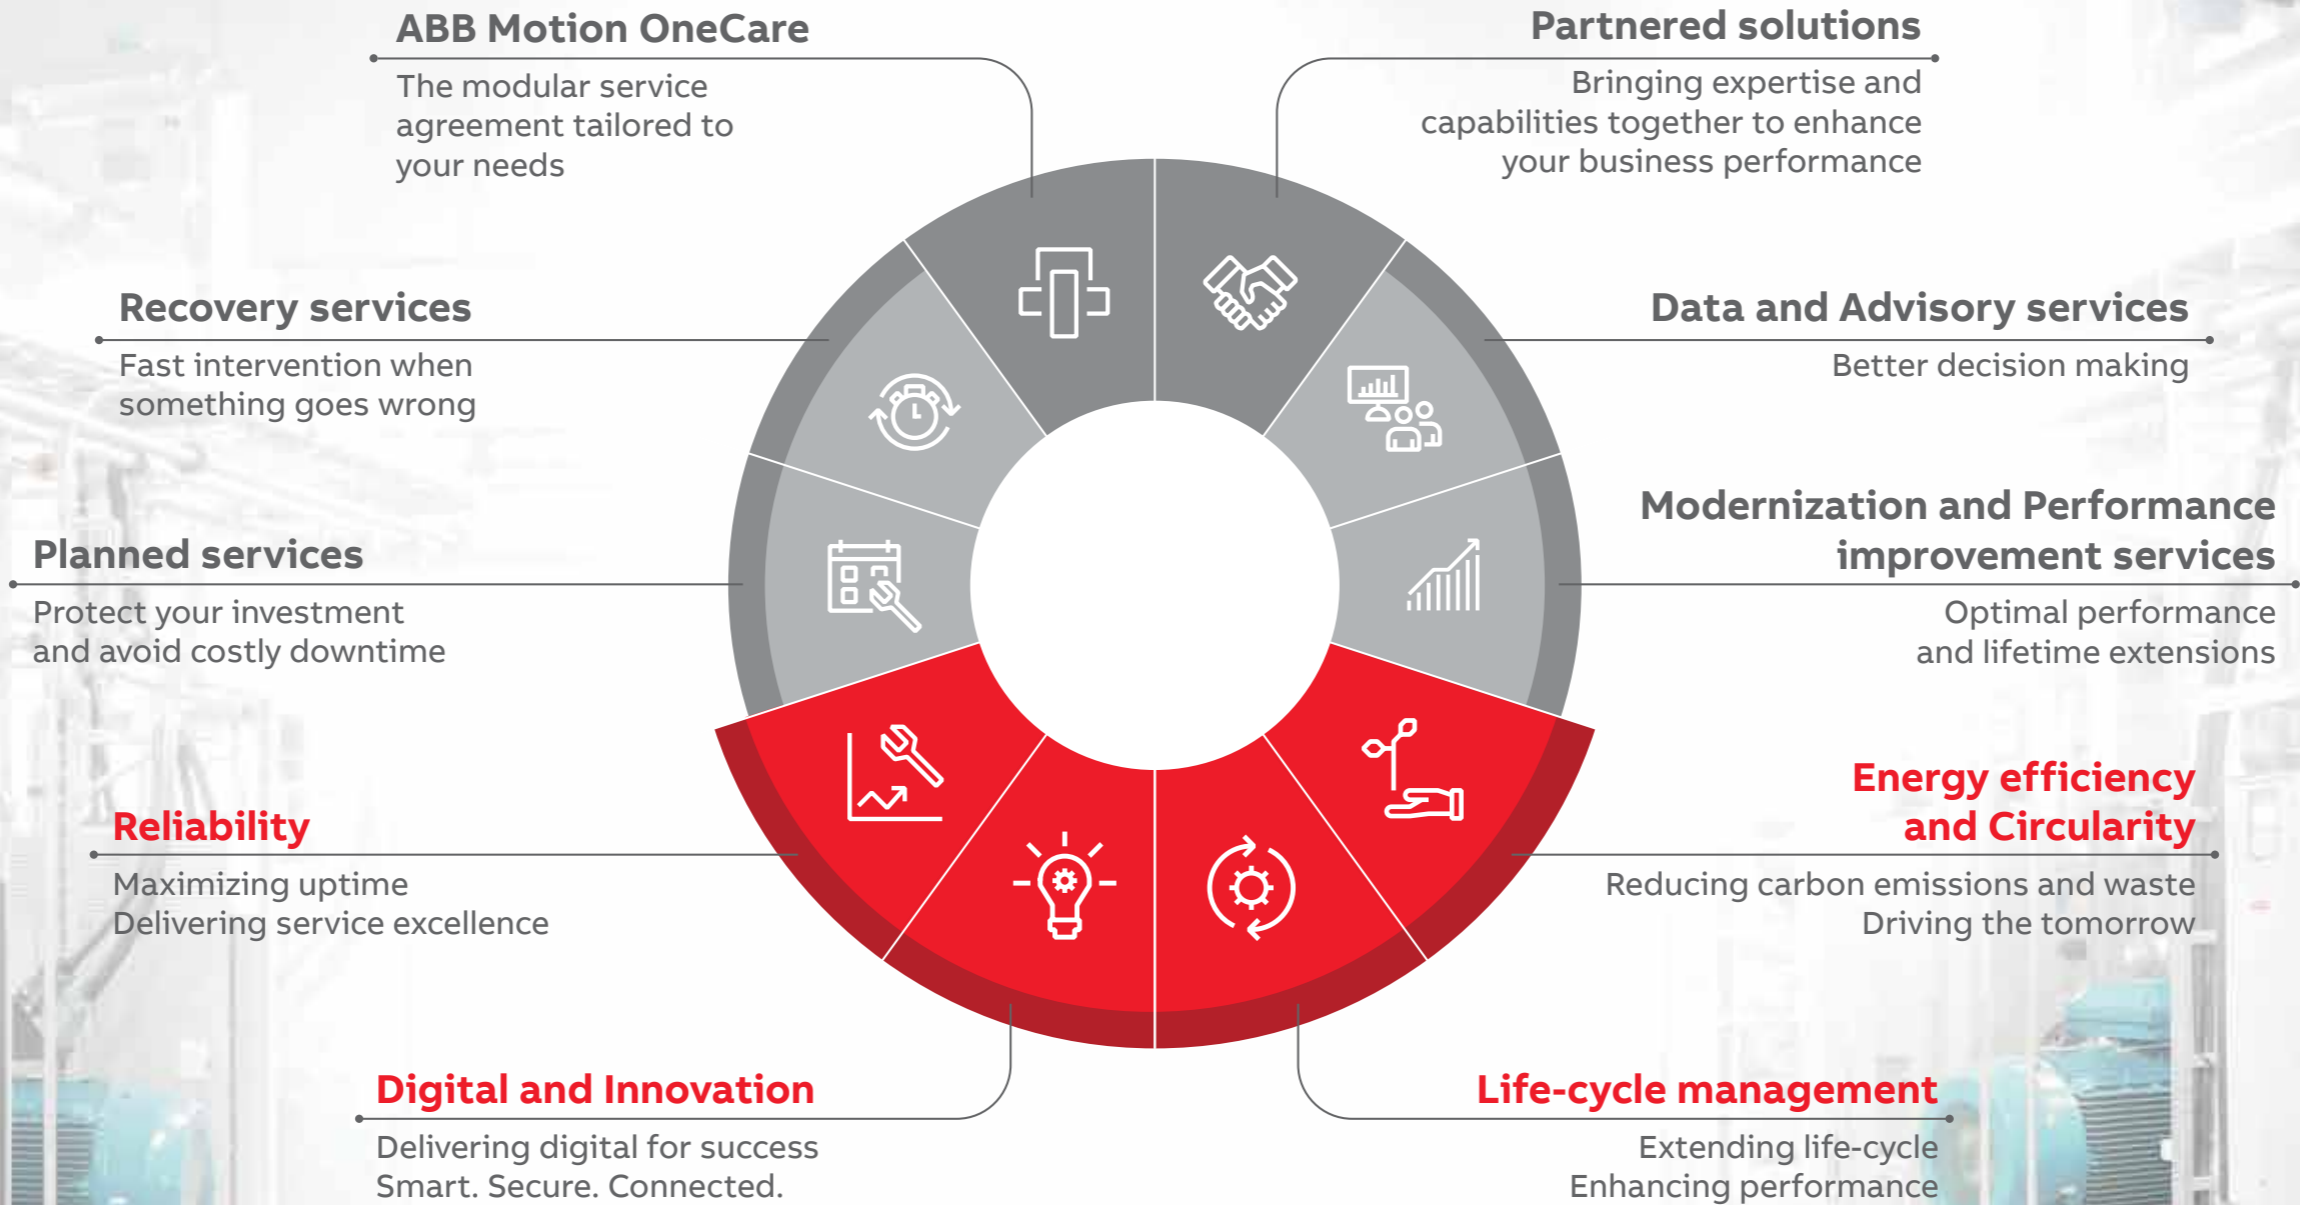 ABB Motion OneCare
The modular service
agreement tailored to
your needs
Partnered solutions
Bringing expertise and
capabilities together to enhance
your business performance
Recovery services
Fast intervention when
something goes wrong
Data and Advisory services
Better decision making
Planned services
Protect your investment
and avoid costly downtime
Modernization and Performance
improvement services
Optimal performance
and lifetime extensions
Reliability
Maximizing uptime
Delivering service excellence
Energy efficiency
and Circularity
Reducing carbon emissions and waste
Driving the tomorrow
Digital and Innovation
Delivering digital for success
Smart. Secure. Connected.
Life-cycle management
Extending life-cycle
Enhancing performance